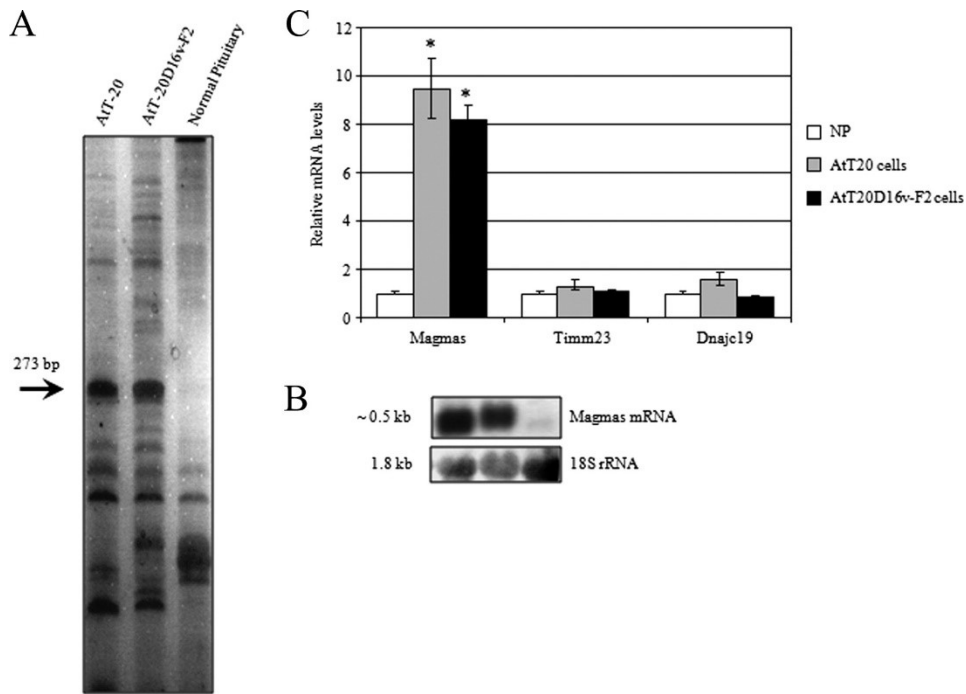 A
AtT-20
AtT-20D16v-F2
Normal Pituitary
273 bp
C
Relative mRNA levels
12
10
8
6
4
2
0
*
*
Magmas
Timm23
Dnajc19
NP
AtT20 cells
AtT20D16v-F2 cells
B
~ 0.5 kb
Magmas mRNA
1.8 kb
18S rRNA